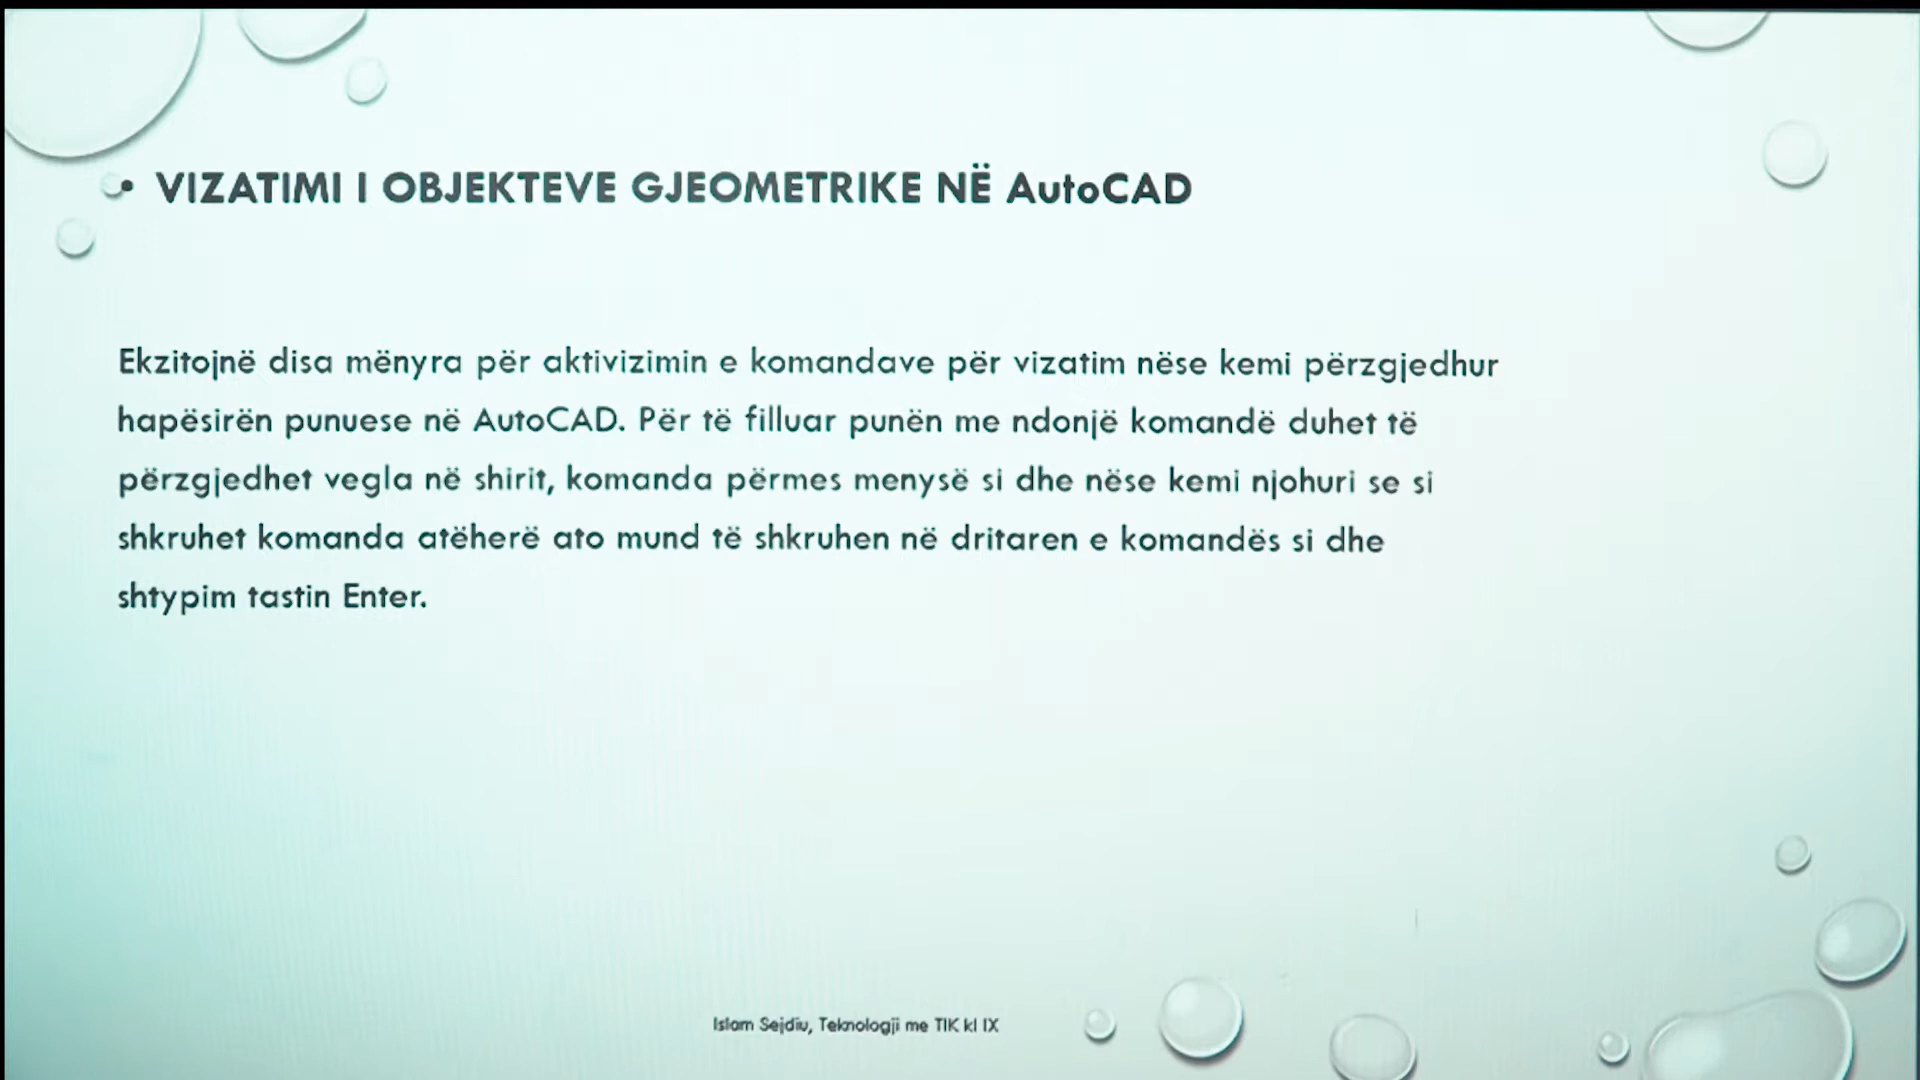 • VIZATIMI I OBJEKTEVE GJEOMETRIKE NË AutoCAD
Ekzitojnë disa mënyra për aktivizimin e komandave për vizatim nëse kemi përzgjedhur
hapësirën punuese në AutoCAD. Për të filluar punën me ndonjë komandë duhet të
përzgjedhet vegla në shirit, komanda përmes menysë si dhe nëse kemi njohuri se si
shkruhet komanda atëherë ato mund të shkruhen në dritaren e komandës si dhe
shtypim tastin Enter.
Islam Sejdiu, Teknologji me TIK kl IX